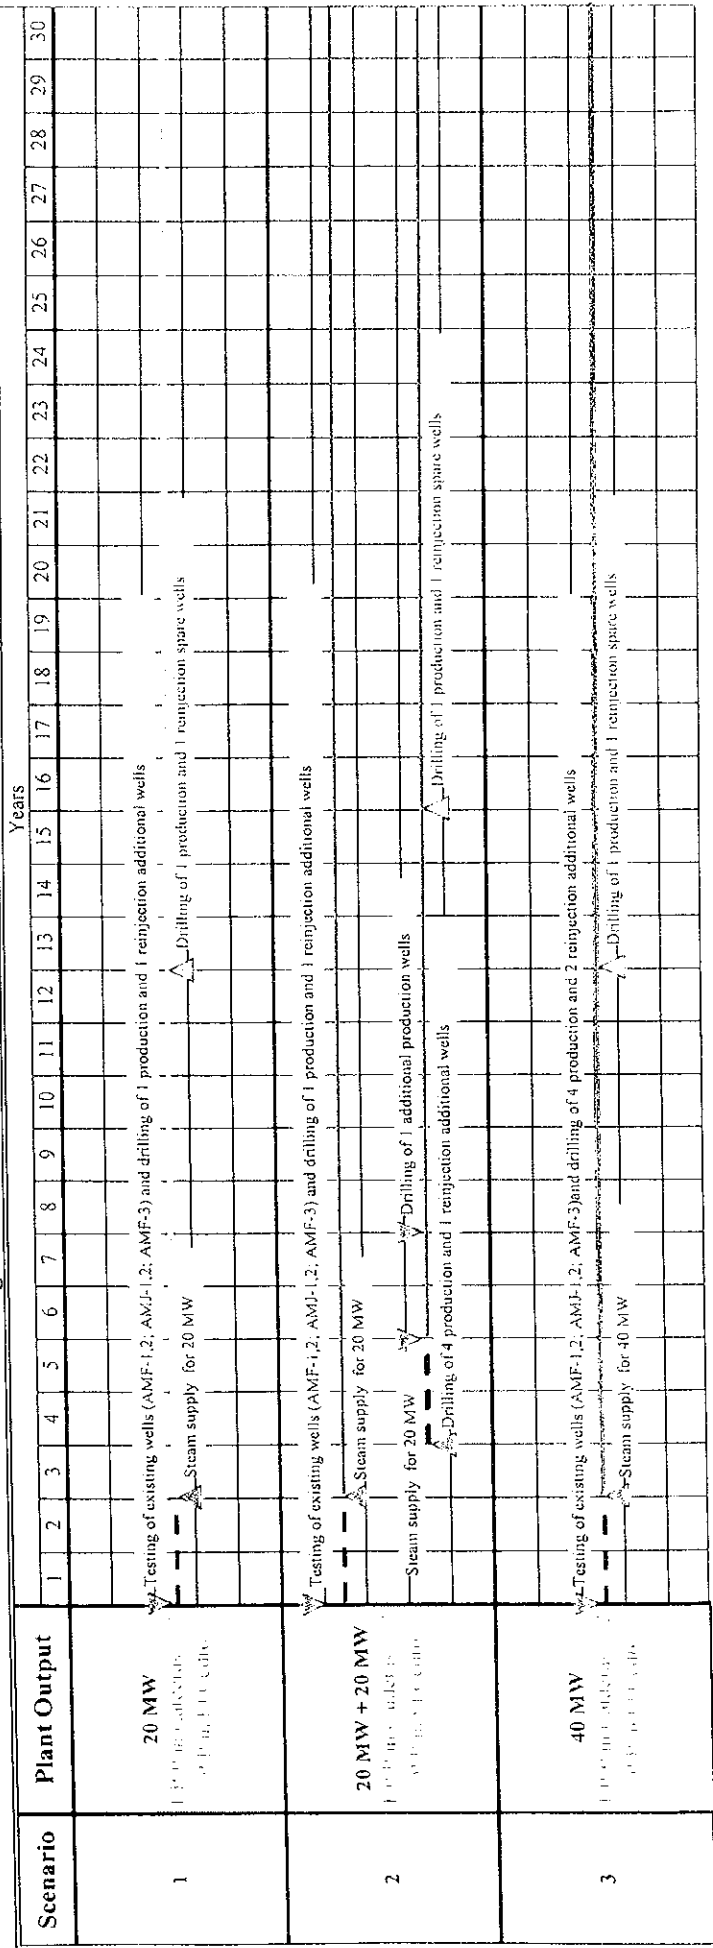 Years
Scenario Plant Output 1 2 3 4 5 6 7 8 9 10 11 12 13 14 15 16 17 18 19 20 21 22 23 24 25 26 27 28 29 30
1
20 MW
Testing of existing wells (AMF-1,2; AMJ-1,2; AMF-3) and drilling of 1 production and 1 reinjection additional wells
Steam supply for 20 MW
Drilling of 1 production and 1 reinjection spare wells
2
20 MW + 20 MW
Testing of existing wells (AMF-1,2; AMJ-1,2; AMF-3) and drilling of 1 production and 1 reinjection additional wells
Steam supply for 20 MW
Steam supply for 20 MW
Drilling of 1 additional production wells
Drilling of 4 production and 1 reinjection additional wells
Drilling of 1 production and 1 reinjection spare wells
3
40 MW
Testing of existing wells (AMF-1,2; AMJ-1,2; AMF-3)and drilling of 4 production and 2 reinjection additional wells
Steam supply for 40 MW
Drilling of 1 production and 1 reinjection spare wells